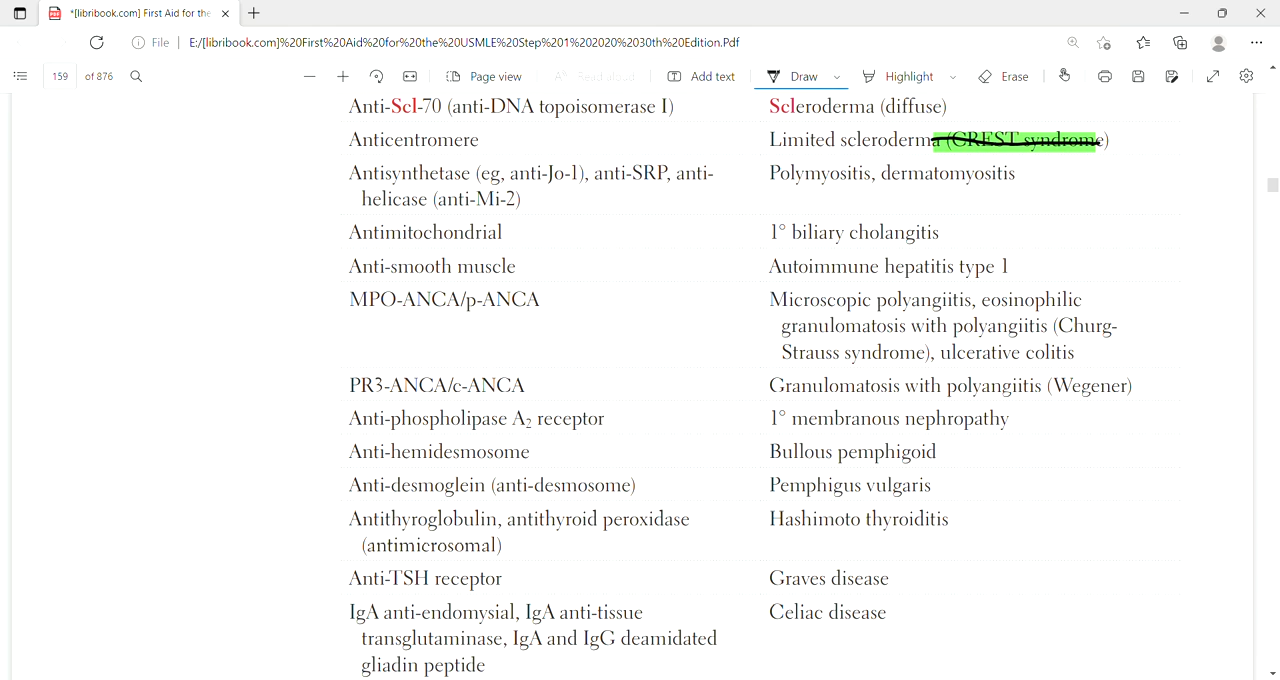 *[libribook.com] First Aid for the
File
E:/[libribook.com]%20First%20Aid%20for%20the%20USMLE%20Step%201%202020%2030th%20Edition.Pdf
159 of 876
Page view
Read aloud
Add text
Draw
Highlight
Erase
Anti-Scl-70 (anti-DNA topoisomerase I) Scleroderma (diffuse)
Anticentromere Limited scleroderma (CREST syndrome)
Antisynthetase (eg, anti-Jo-1), anti-SRP, anti-
helicase (anti-Mi-2)
Polymyositis, dermatomyositis
Antimitochondrial 1° biliary cholangitis
Anti-smooth muscle Autoimmune hepatitis type 1
MPO-ANCA/p-ANCA Microscopic polyangiitis, eosinophilic
granulomatosis with polyangiitis (Churg-
Strauss syndrome), ulcerative colitis
PR3-ANCA/c-ANCA Granulomatosis with polyangiitis (Wegener)
Anti-phospholipase A₂ receptor 1° membranous nephropathy
Anti-hemidesmosome Bullous pemphigoid
Anti-desmoglein (anti-desmosome) Pemphigus vulgaris
Antithyroglobulin, antithyroid peroxidase
(antimicrosomal)
Hashimoto thyroiditis
Anti-TSH receptor Graves disease
IgA anti-endomysial, IgA anti-tissue
transglutaminase, IgA and IgG deamidated
gliadin peptide
Celiac disease